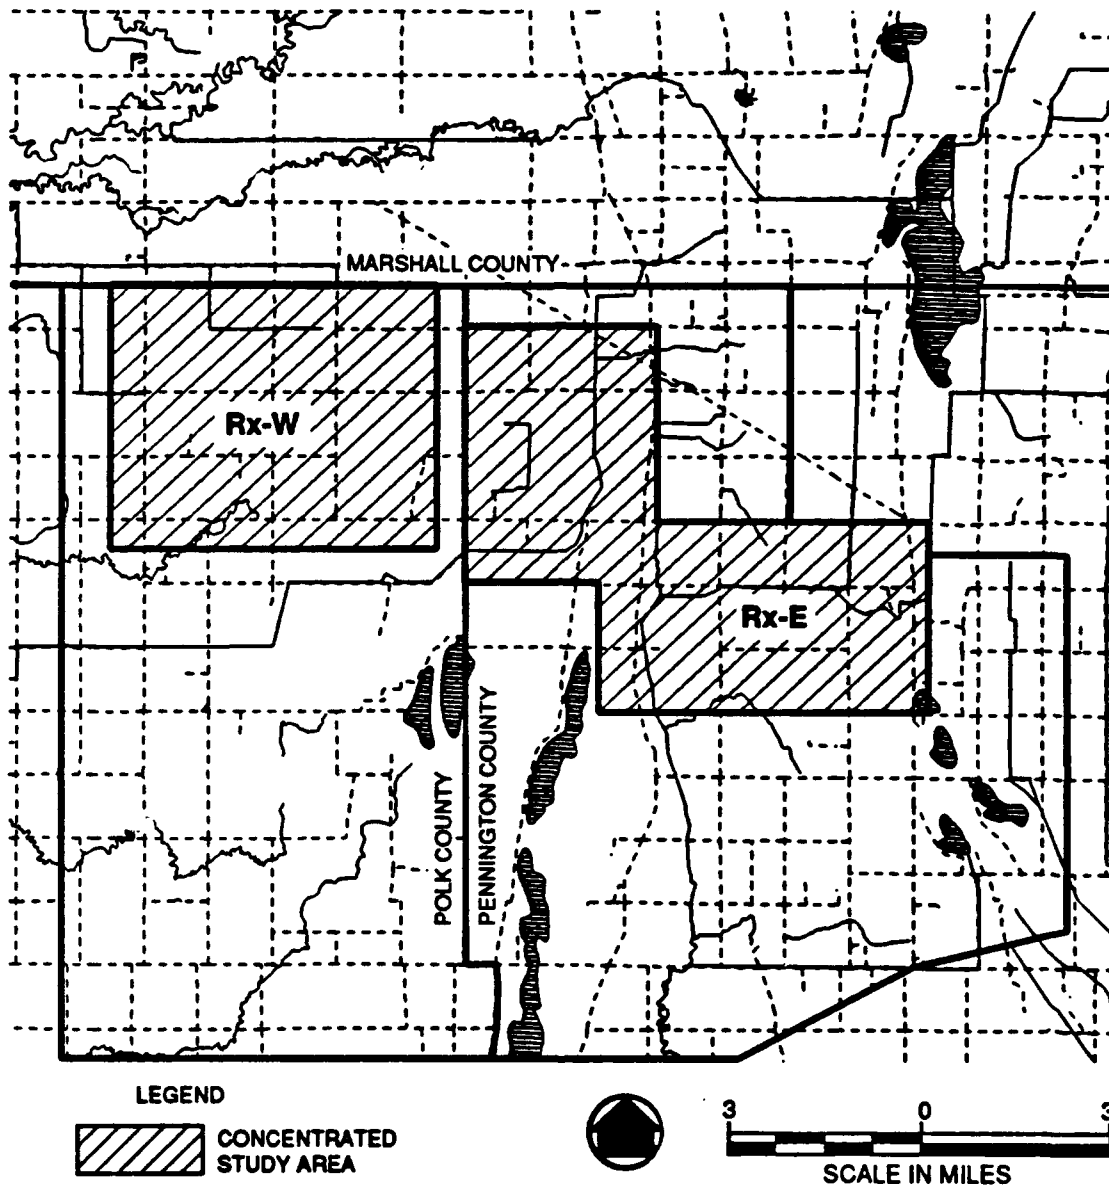 MARSHALL COUNTY
Rx-W
Rx-E
POLK COUNTY
PENNINGTON COUNTY
LEGEND
CONCENTRATED
STUDY AREA
3 0 3
SCALE IN MILES